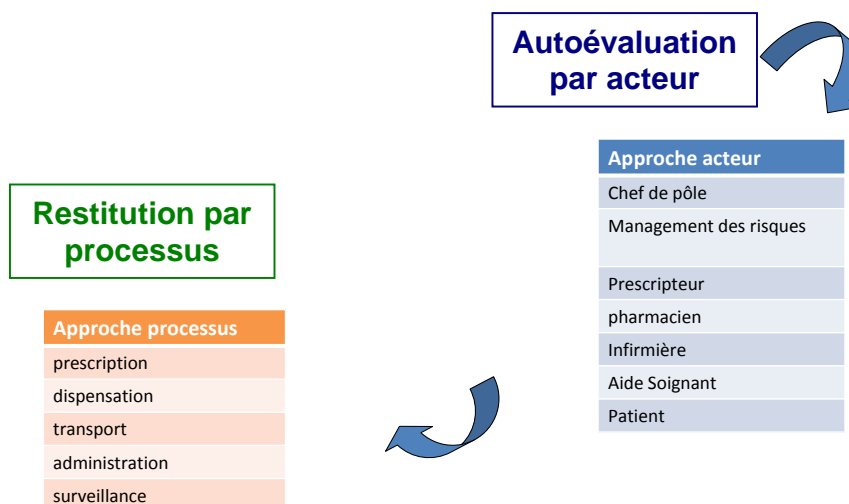 Autoévaluation
par acteur
Approche acteur
Chef de pôle
Management des risques
Prescripteur
pharmacien
Infirmière
Aide Soignant
Patient
Restitution par
processus
Approche processus
prescription
dispensation
transport
administration
surveillance